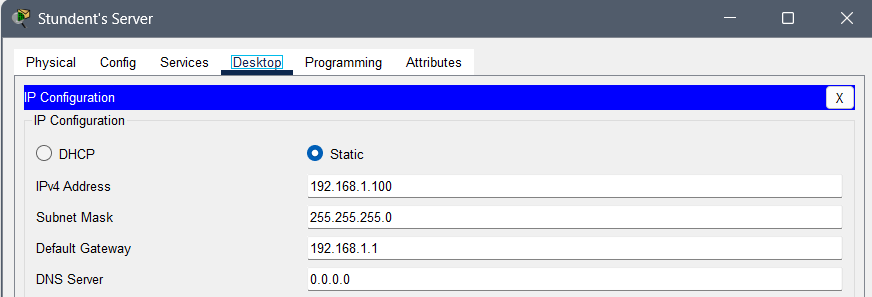 Stundent's Server
Physical Config Services Desktop Programming Attributes
IP Configuration X
IP Configuration
DHCP Static
IPv4 Address 192.168.1.100
Subnet Mask 255.255.255.0
Default Gateway 192.168.1.1
DNS Server 0.0.0.0